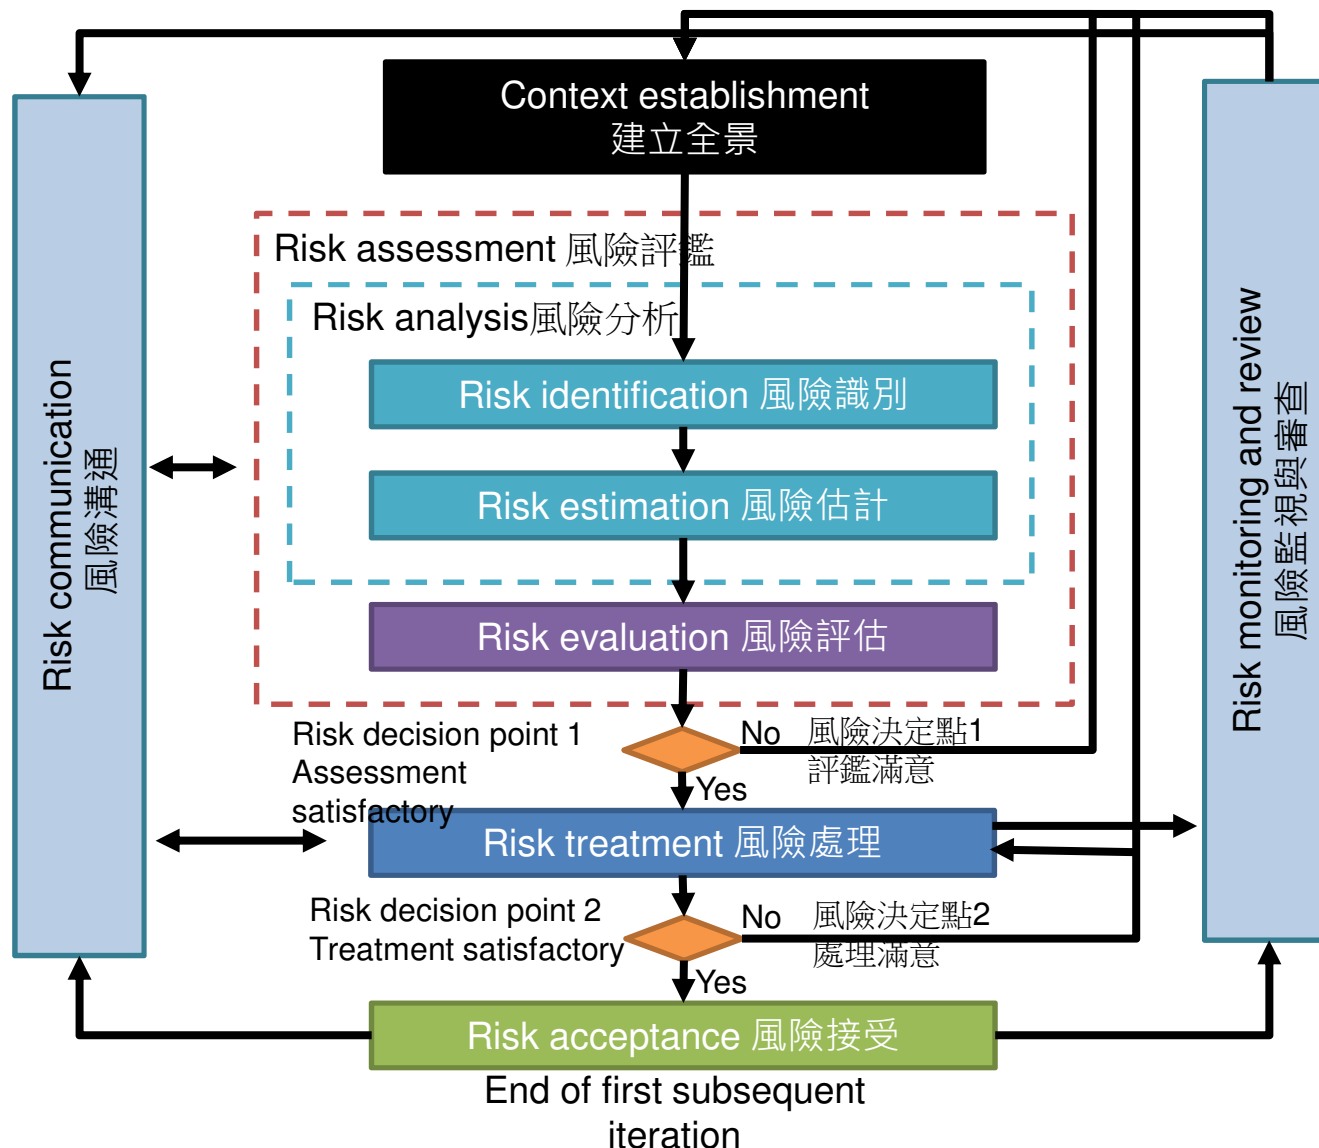 Context establishment
建立全景
Risk assessment 風險評鑑
Risk analysis風險分析
Risk identification 風險識別
Risk estimation 風險估計
Risk evaluation 風險評估
Risk decision point 1
Assessment
satisfactory
No
風險決定點1
評鑑滿意
Yes
Risk treatment 風險處理
Risk decision point 2
Treatment satisfactory
No
風險決定點2
處理滿意
Yes
Risk acceptance 風險接受
End of first subsequent
iteration
Risk communication
風險溝通
Risk monitoring and review
風險監視與審查